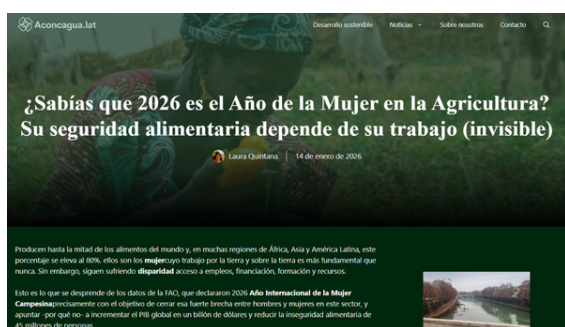 Aconcagua.lat
Desarrollo sostenible Noticias Sobre nosotros Contacto
¿Sabías que 2026 es el Año de la Mujer en la Agricultura?
Su seguridad alimentaria depende de su trabajo (invisible)
Laura Quintana | 14 de enero de 2026
Producen hasta la mitad de los alimentos del mundo y, en muchas regiones de África, Asia y América Latina, este
porcentaje se eleva al 80%. ellos son los mujercuyo trabajo por la tierra y sobre la tierra es más fundamental que
nunca. Sin embargo, siguen sufriendo disparidad acceso a empleos, financiación, formación y recursos.
Esto es lo que se desprende de los datos de la FAO, que declararon 2026 Año Internacional de la Mujer
Campesinaprecisamente con el objetivo de cerrar esa fuerte brecha entre hombres y mujeres en este sector, y
apuntar -por qué no- a incrementar el PIB global en un billón de dólares y reducir la inseguridad alimentaria de
45 millones de personas.